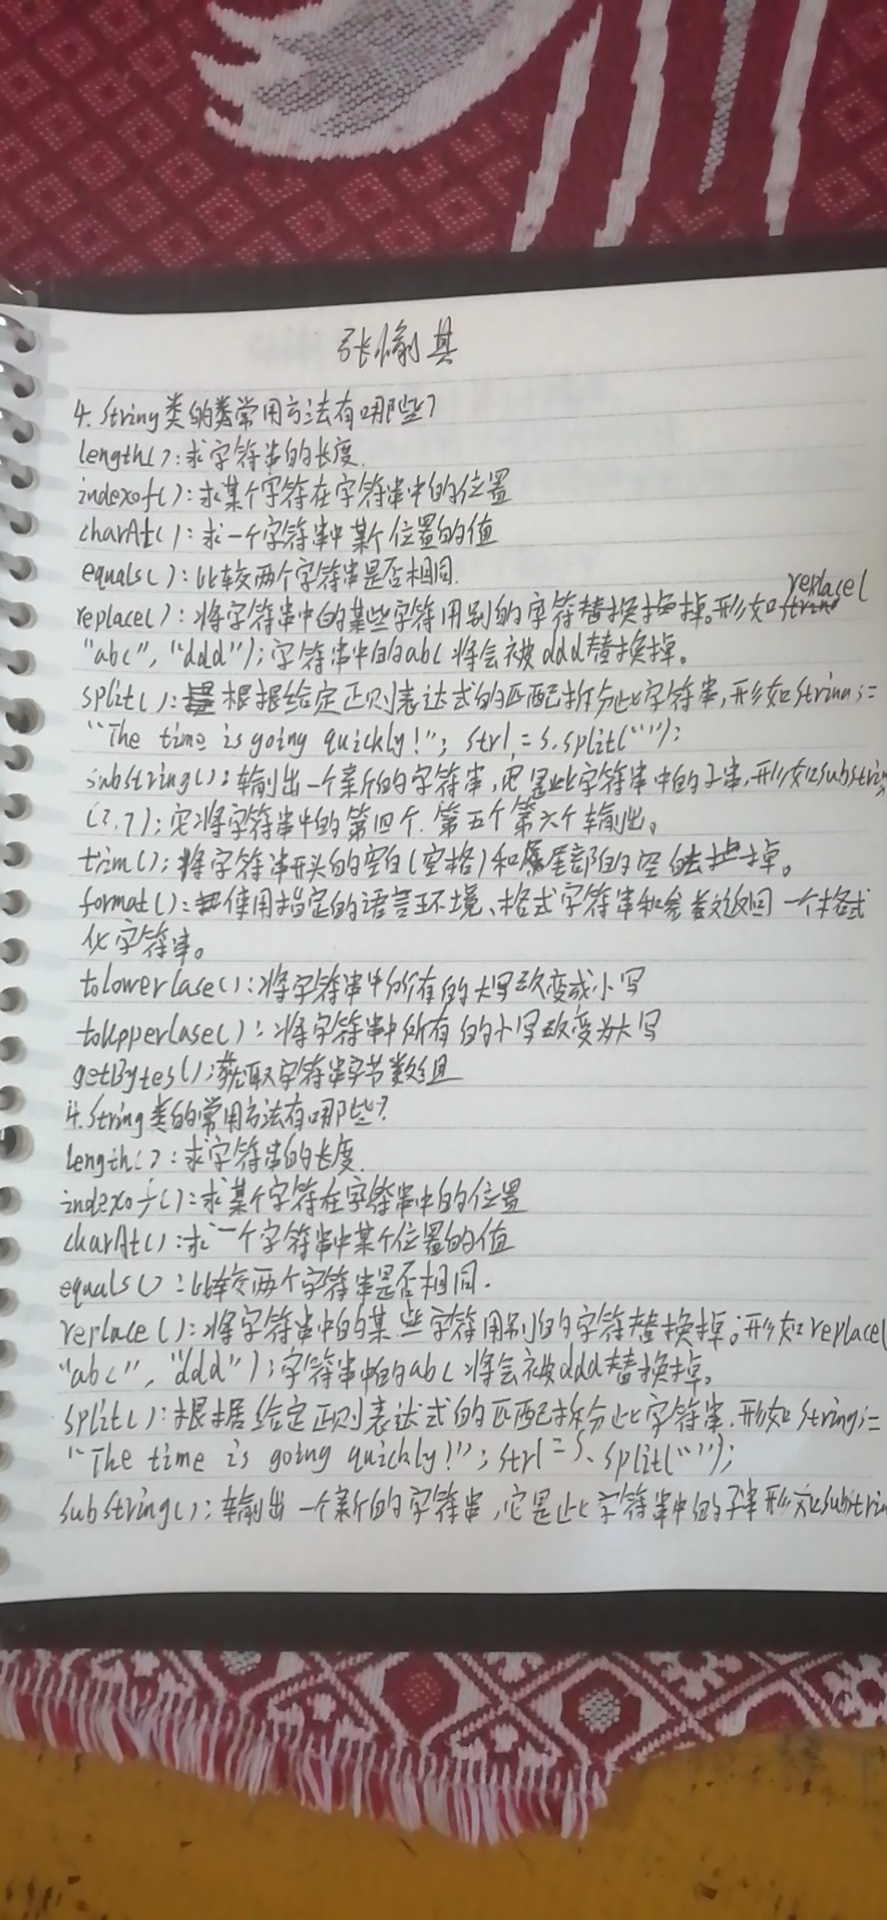 张愉其
4. String类的类常用方法有哪些?
length():求字符串的长度.
indexof():求某个字符在字符串中的位置
charAt():求一个字符串中某个位置的值
equals():比较两个字符串是否相同.
replace():将字符串中的某些字符用别的字符替换掉。形如replace(
"abc","ddd");字符串中的abc将会被ddd替换掉。
split():根据给定正则表达式的匹配拆分此字符串,形如Strings=
"The time is going quickly!"; str1=s.split("");
substring():输出一个新的字符串,它是此字符串中的子串,形如substring
(3,7);它将字符串中的第四个.第五个第六个输出。
trim();将字符串开头的空白(空格)和尾部的空白去掉。
format():使用指定的语言环境、格式字符串和参数返回一个格式
化字符串。
toLowerCase():将字符串中所有的大写改变成小写
toUpperCase():将字符串中所有的小写改变为大写
getBytes();获取字符串字节数组
4.String类的常用方法有哪些?
length():求字符串的长度.
indexof():求某个字符在字符串中的位置
charAt():求一个字符串中某个位置的值
equals():比较两个字符串是否相同.
replace():将字符串中的某些字符用别的字符替换掉。形如replace(
"abc","ddd");字符串中的abc将会被ddd替换掉。
split():根据给定正则表达式的匹配拆分此字符串.形如Strings=
"The time is going quickly!"; str1=s.split("");
substring():输出一个新的字符串,它是此字符串中的子串形如substrin